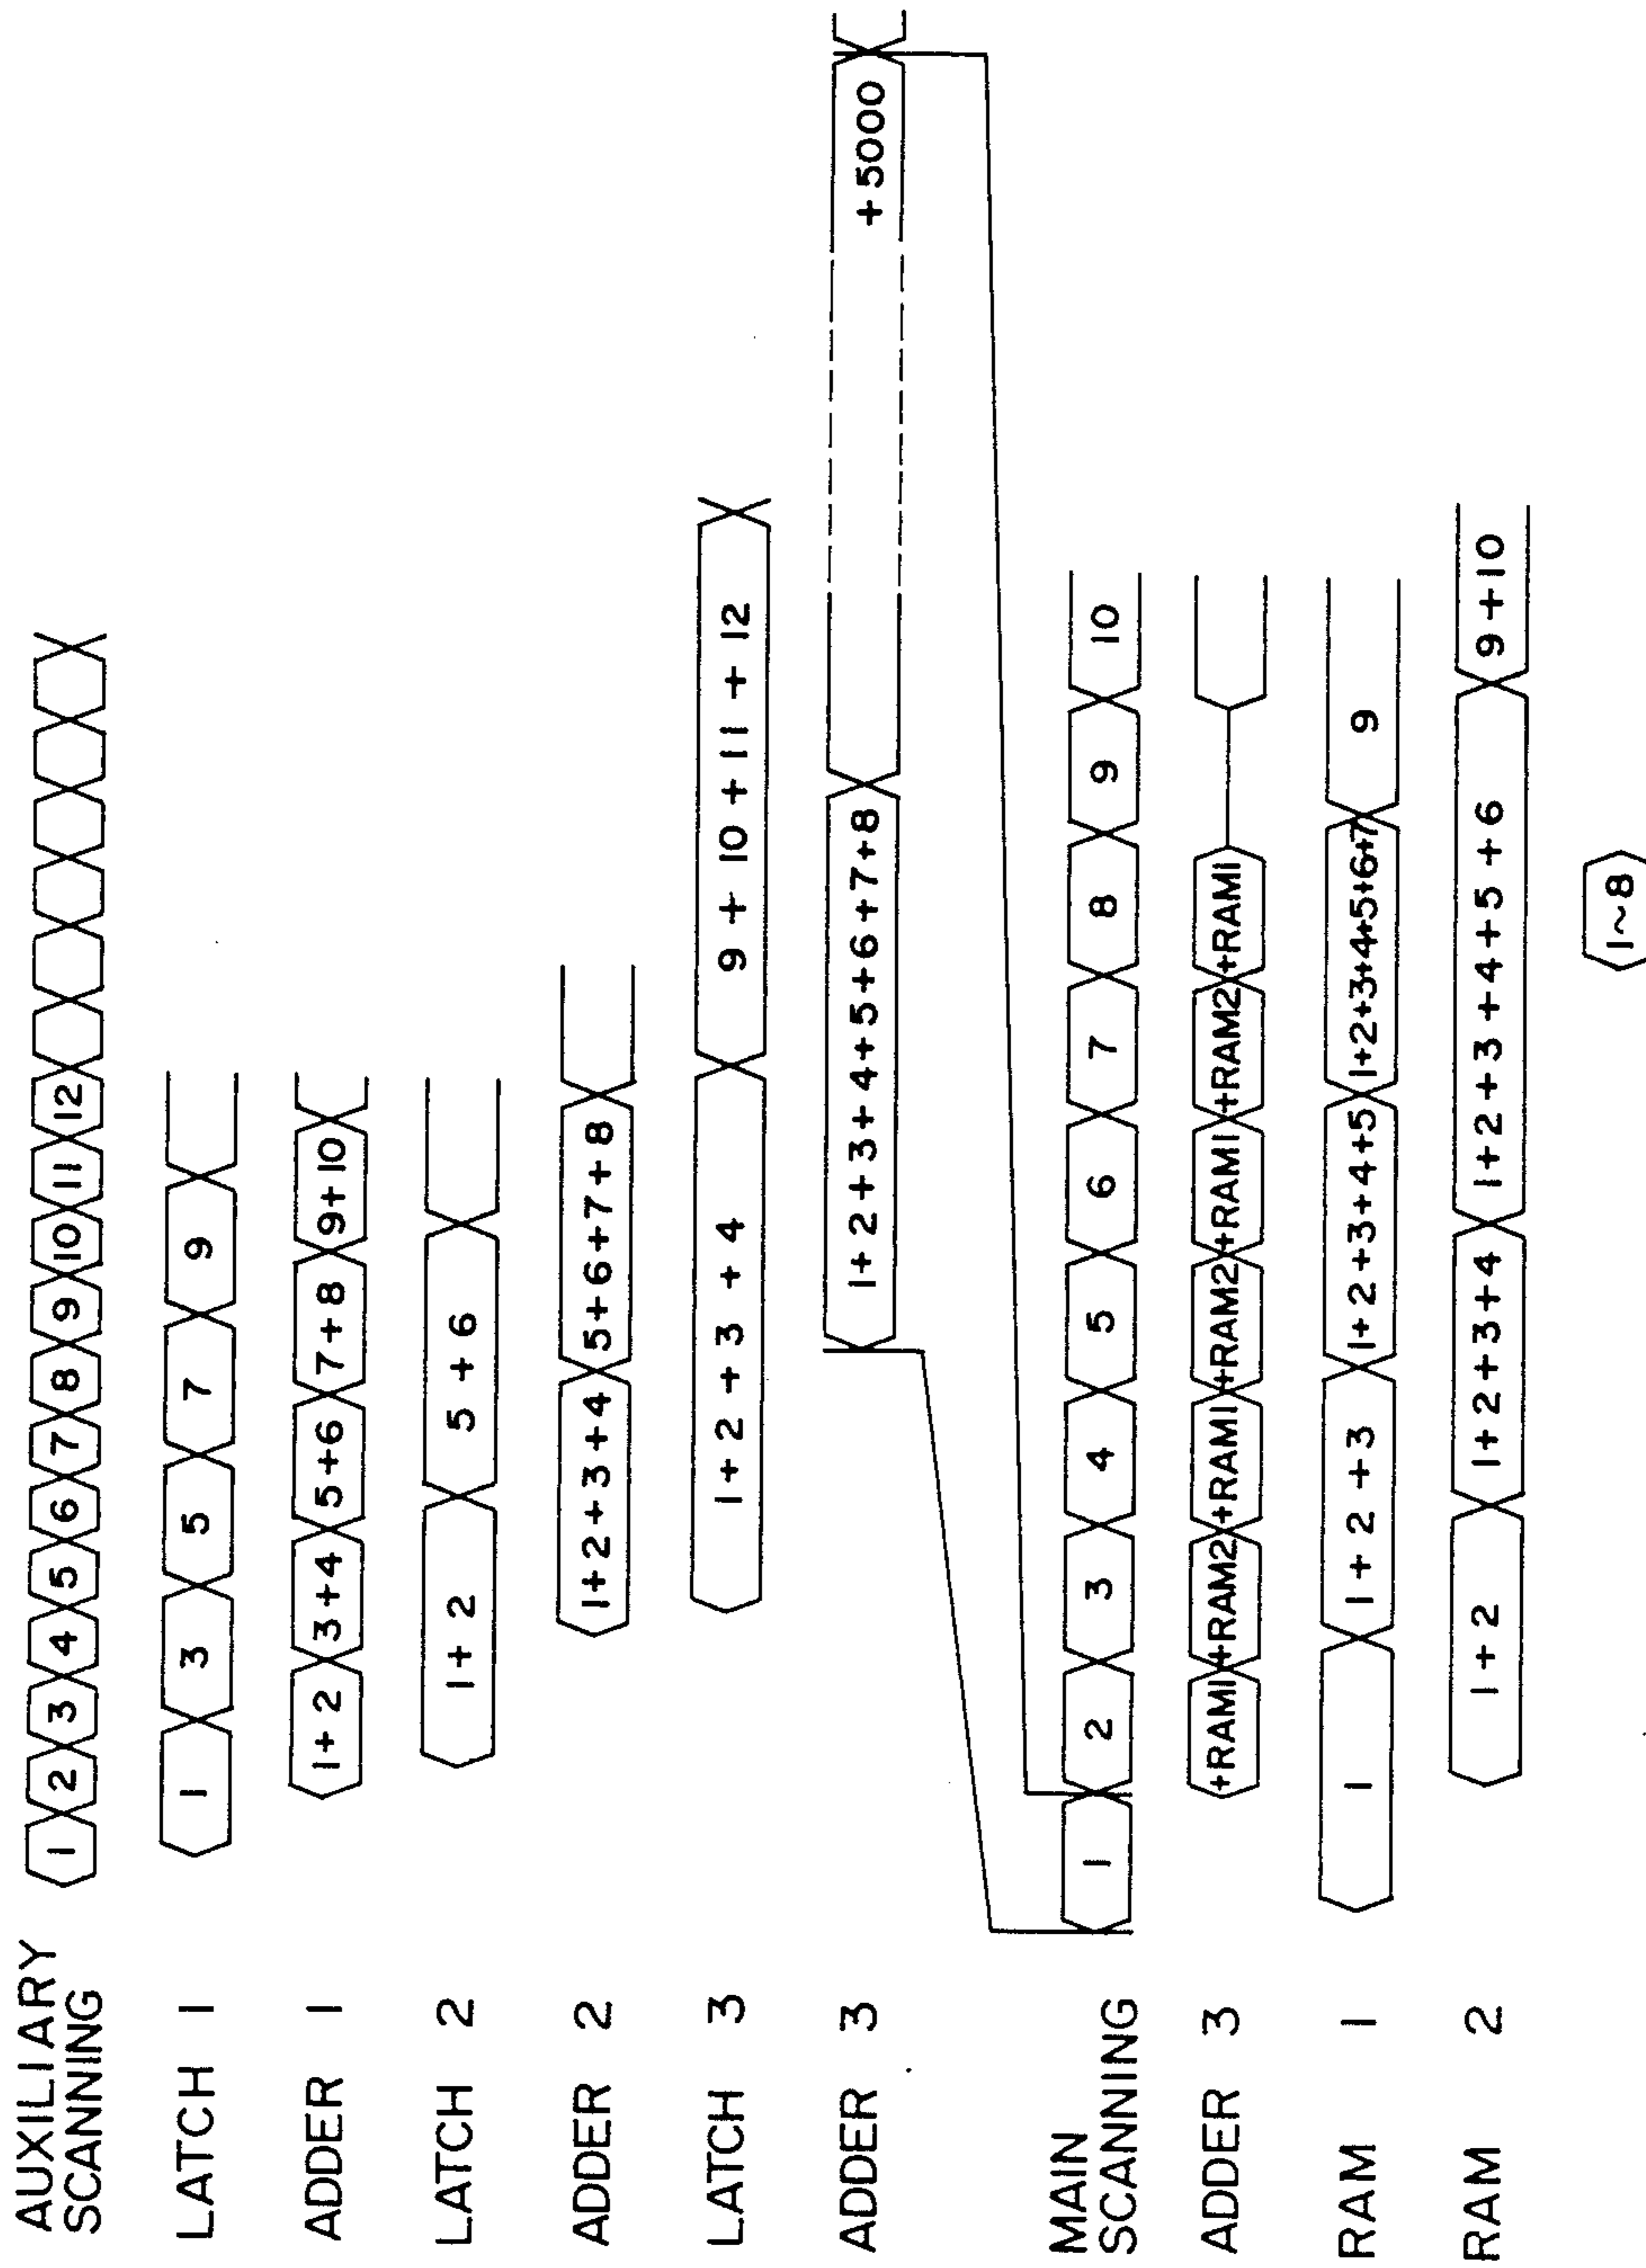 AUXILIARY
SCANNING
1 2 3 4 5 6 7 8 9 10 11 12
LATCH 1
1 3 5 7 9
ADDER 1
1+2 3+4 5+6 7+8 9+10
LATCH 2
1+2 5+6
ADDER 2
1+2+3+4 5+6+7+8
LATCH 3
1+2+3+4 9+10+11+12
ADDER 3
1+2+3+4+5+6+7+8 +5000
MAIN
SCANNING
1 2 3 4 5 6 7 8 9 10
ADDER 3
+RAM1 +RAM2 +RAM1 +RAM2 +RAM1 +RAM2 +RAM1
RAM 1
1 1+2+3 1+2+3+4+5 1+2+3+4+5+6+7 9
RAM 2
1+2 1+2+3+4 1+2+3+4+5+6 9+10
1~8